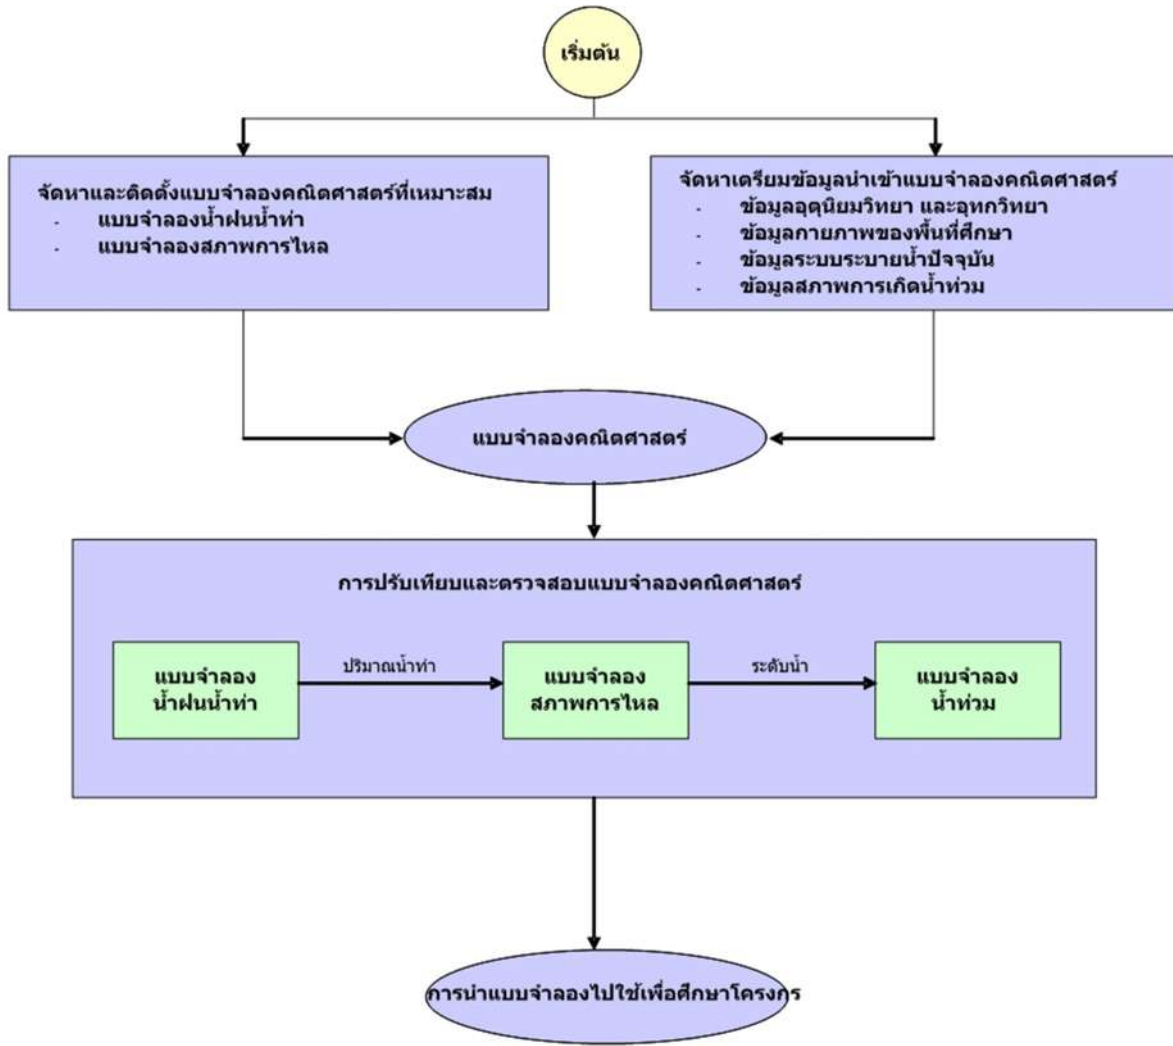 เริ่มต้น
จัดหาและติดตั้งแบบจำลองคณิตศาสตร์ที่เหมาะสม
- แบบจำลองน้ำฝนน้ำท่า
- แบบจำลองสภาพการไหล
จัดหาเตรียมข้อมูลนำเข้าแบบจำลองคณิตศาสตร์
- ข้อมูลอุตุนิยมวิทยา และอุทกวิทยา
- ข้อมูลกายภาพของพื้นที่ศึกษา
- ข้อมูลระบบระบายน้ำปัจจุบัน
- ข้อมูลสภาพการเกิดน้ำท่วม
แบบจำลองคณิตศาสตร์
การปรับเทียบและตรวจสอบแบบจำลองคณิตศาสตร์
แบบจำลอง
น้ำฝนน้ำท่า
ปริมาณน้ำท่า
แบบจำลอง
สภาพการไหล
ระดับน้ำ
แบบจำลอง
น้ำท่วม
การนำแบบจำลองไปใช้เพื่อศึกษาโครงกร